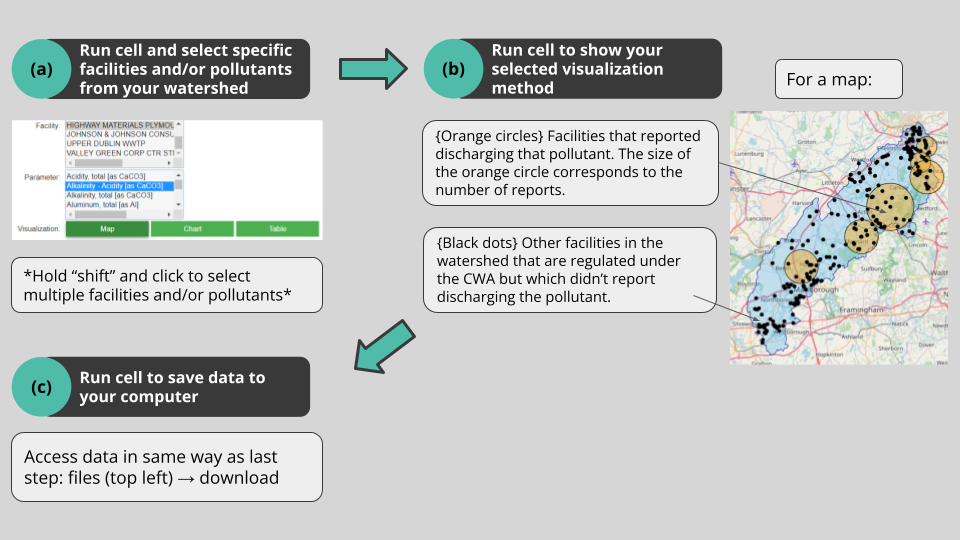 (a)
Run cell and select specific
facilities and/or pollutants
from your watershed
(b)
Run cell to show your
selected visualization
method
For a map:
Facility:
HIGHWAY MATERIALS PLYMOU
JOHNSON & JOHNSON CONSU
UPPER DUBLIN WWTP
VALLEY GREEN CORP CTR STI
Parameter:
Acidity, total [as CaCO3]
Alkalinity - Acidity [as CaCO3]
Alkalinity, total [as CaCO3]
Aluminum, total [as Al]
Visualization:
Map
Chart
Table
{Orange circles} Facilities that reported
discharging that pollutant. The size of
the orange circle corresponds to the
number of reports.
{Black dots} Other facilities in the
watershed that are regulated under
the CWA but which didn’t report
discharging the pollutant.
*Hold “shift” and click to select
multiple facilities and/or pollutants*
Groton
Lunenburg
Littleton
Harvard
Lancaster
Lincoln
Sudbury
Framingham
Natick
Ashland
Sherborn
Dover
Hopkinton
Grafton
(c)
Run cell to save data to
your computer
Access data in same way as last
step: files (top left) → download